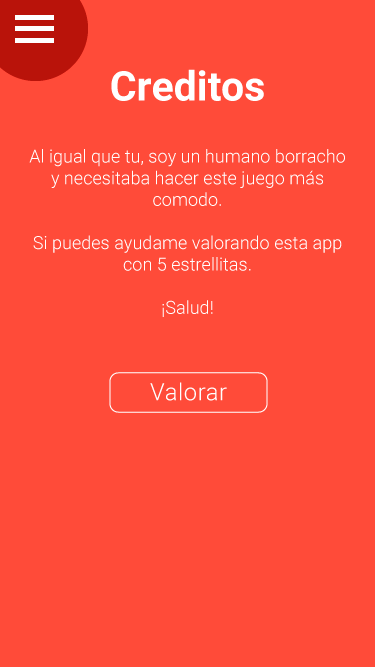 Creditos
Al igual que tu, soy un humano borracho
y necesitaba hacer este juego más
comodo.
Si puedes ayudame valorando esta app
con 5 estrellitas.
¡Salud!
Valorar